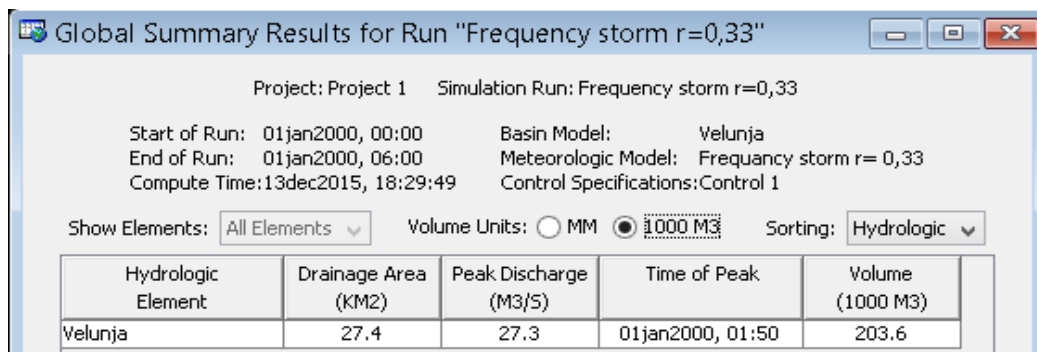 Global Summary Results for Run "Frequency storm r=0,33"
Project: Project 1 Simulation Run: Frequency storm r=0,33
Start of Run: 01jan2000, 00:00 Basin Model: Velunja
End of Run: 01jan2000, 06:00 Meteorologic Model: Frequancy storm r= 0,33
Compute Time:13dec2015, 18:29:49 Control Specifications:Control 1
Show Elements: All Elements Volume Units: MM 1000 M3 Sorting: Hydrologic
Hydrologic Drainage Area Peak Discharge Time of Peak Volume
Element (KM2) (M3/S) (1000 M3)
Velunja 27.4 27.3 01jan2000, 01:50 203.6